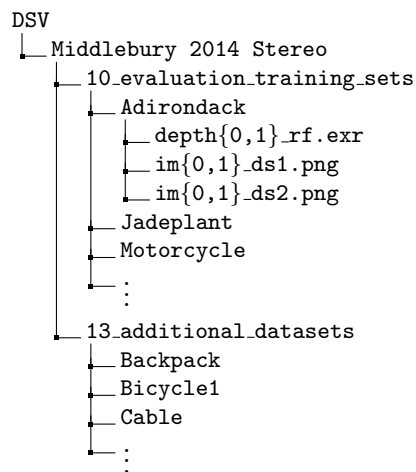 DSV
Middlebury 2014 Stereo
10_evaluation_training_sets
Adirondack
depth{0,1}_rf.exr
im{0,1}_ds1.png
im{0,1}_ds2.png
Jadeplant
Motorcycle
⋮
13_additional_datasets
Backpack
Bicycle1
Cable
⋮